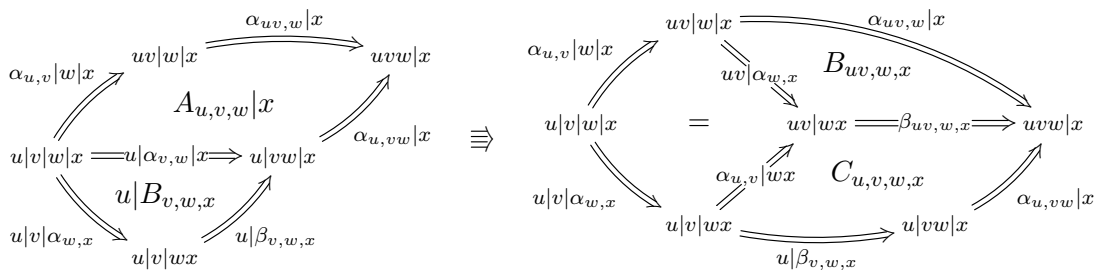 α_{uv,w}|x
uv|w|x
uvw|x
α_{u,v}|w|x
A_{u,v,w}|x
α_{u,vw}|x
u|v|w|x
u|α_{v,w}|x
u|vw|x
u|B_{v,w,x}
u|v|α_{w,x}
u|β_{v,w,x}
u|v|wx
⇛
uv|w|x
α_{uv,w}|x
α_{u,v}|w|x
uv|α_{w,x}
B_{uv,w,x}
u|v|w|x
=
uv|wx
β_{uv,w,x}
uvw|x
α_{u,v}|wx
C_{u,v,w,x}
u|v|α_{w,x}
α_{u,vw}|x
u|v|wx
u|vw|x
u|β_{v,w,x}